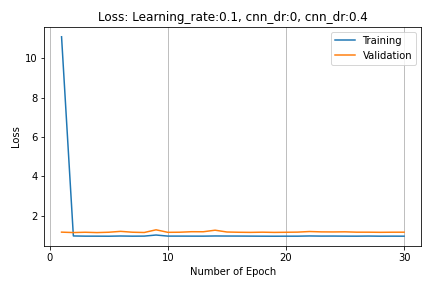 Loss: Learning_rate:0.1, cnn_dr:0, cnn_dr:0.4
Training
Validation
Loss
10
8
6
4
2
0
10
20
30
Number of Epoch